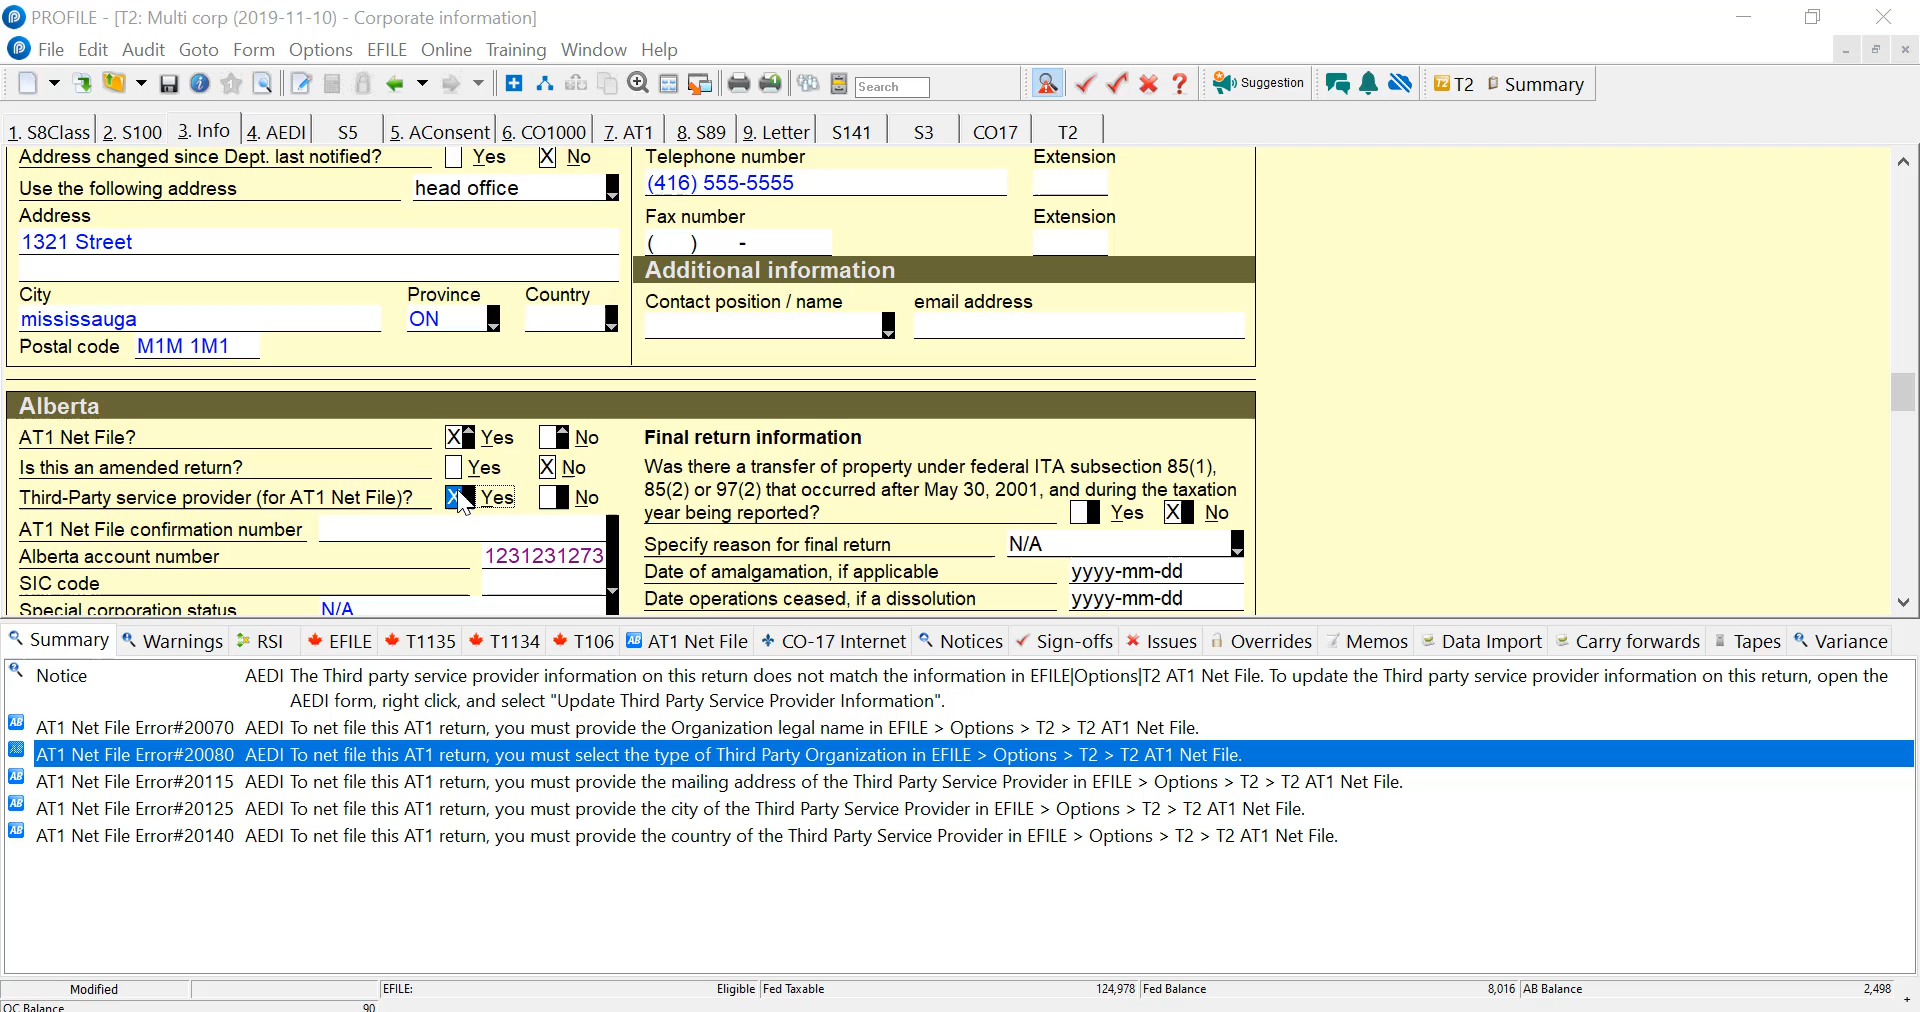 PROFILE - [T2: Multi corp (2019-11-10) - Corporate information]
File Edit Audit Goto Form Options EFILE Online Training Window Help
Search Suggestion T2 Summary
1. S8Class 2. S100 3. Info 4. AEDI S5 5. AConsent 6. CO1000 7. AT1 8. S89 9. Letter S141 S3 CO17 T2
Address changed since Dept. last notified? Yes X No
Use the following address head office
Address
1321 Street
City Province Country
mississauga ON
Postal code M1M 1M1
Telephone number Extension
(416) 555-5555
Fax number Extension
( ) -
Additional information
Contact position / name email address
Alberta
AT1 Net File? X Yes No
Is this an amended return? Yes X No
Third-Party service provider (for AT1 Net File)? X Yes No
AT1 Net File confirmation number
Alberta account number 1231231273
SIC code
Special corporation status N/A
Final return information
Was there a transfer of property under federal ITA subsection 85(1),
85(2) or 97(2) that occurred after May 30, 2001, and during the taxation
year being reported? Yes X No
Specify reason for final return N/A
Date of amalgamation, if applicable yyyy-mm-dd
Date operations ceased, if a dissolution yyyy-mm-dd
Summary Warnings RSI EFILE T1135 T1134 T106 AT1 Net File CO-17 Internet Notices Sign-offs Issues Overrides Memos Data Import Carry forwards Tapes Variance
Notice AEDI The Third party service provider information on this return does not match the information in EFILE|Options|T2 AT1 Net File. To update the Third party service provider information on this return, open the
AEDI form, right click, and select "Update Third Party Service Provider Information".
AT1 Net File Error#20070 AEDI To net file this AT1 return, you must provide the Organization legal name in EFILE > Options > T2 > T2 AT1 Net File.
AT1 Net File Error#20080 AEDI To net file this AT1 return, you must select the type of Third Party Organization in EFILE > Options > T2 > T2 AT1 Net File.
AT1 Net File Error#20115 AEDI To net file this AT1 return, you must provide the mailing address of the Third Party Service Provider in EFILE > Options > T2 > T2 AT1 Net File.
AT1 Net File Error#20125 AEDI To net file this AT1 return, you must provide the city of the Third Party Service Provider in EFILE > Options > T2 > T2 AT1 Net File.
AT1 Net File Error#20140 AEDI To net file this AT1 return, you must provide the country of the Third Party Service Provider in EFILE > Options > T2 > T2 AT1 Net File.
Modified EFILE: Eligible Fed Taxable 124,978 Fed Balance 8,016 AB Balance 2,498
QC Balance 90